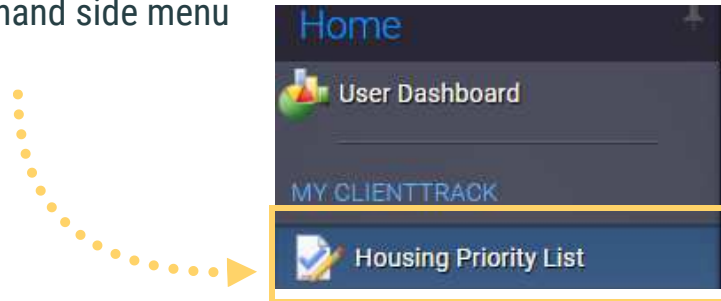 hand side menu
Home
User Dashboard
MY CLIENTTRACK
Housing Priority List